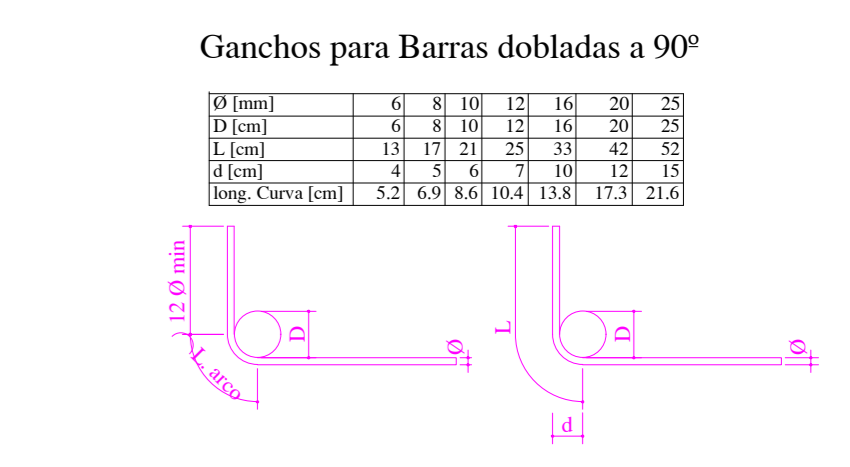 Ganchos para Barras dobladas a 90º
Ø [mm] 6 8 10 12 16 20 25
D [cm] 6 8 10 12 16 20 25
L [cm] 13 17 21 25 33 42 52
d [cm] 4 5 6 7 10 12 15
long. Curva [cm] 5.2 6.9 8.6 10.4 13.8 17.3 21.6
12 Ø min
L. arco
D
Ø
L
D
Ø
d